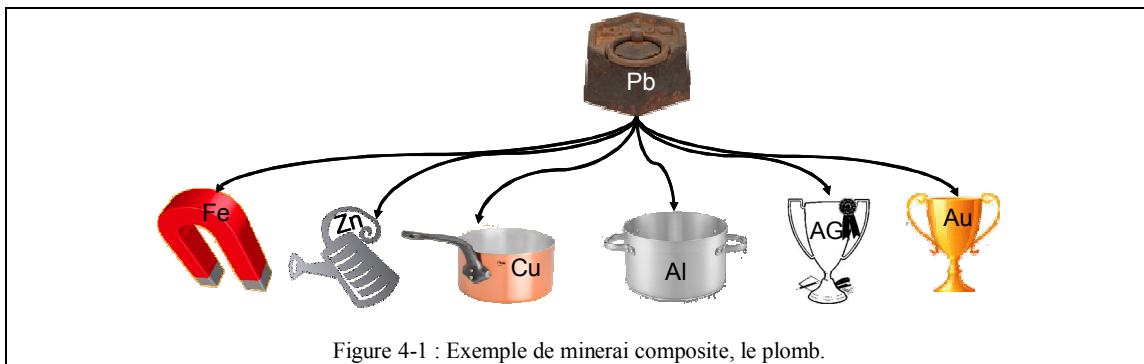 Pb
Fe
Zn
Cu
Al
AG
Au
Figure 4-1 : Exemple de minerai composite, le plomb.